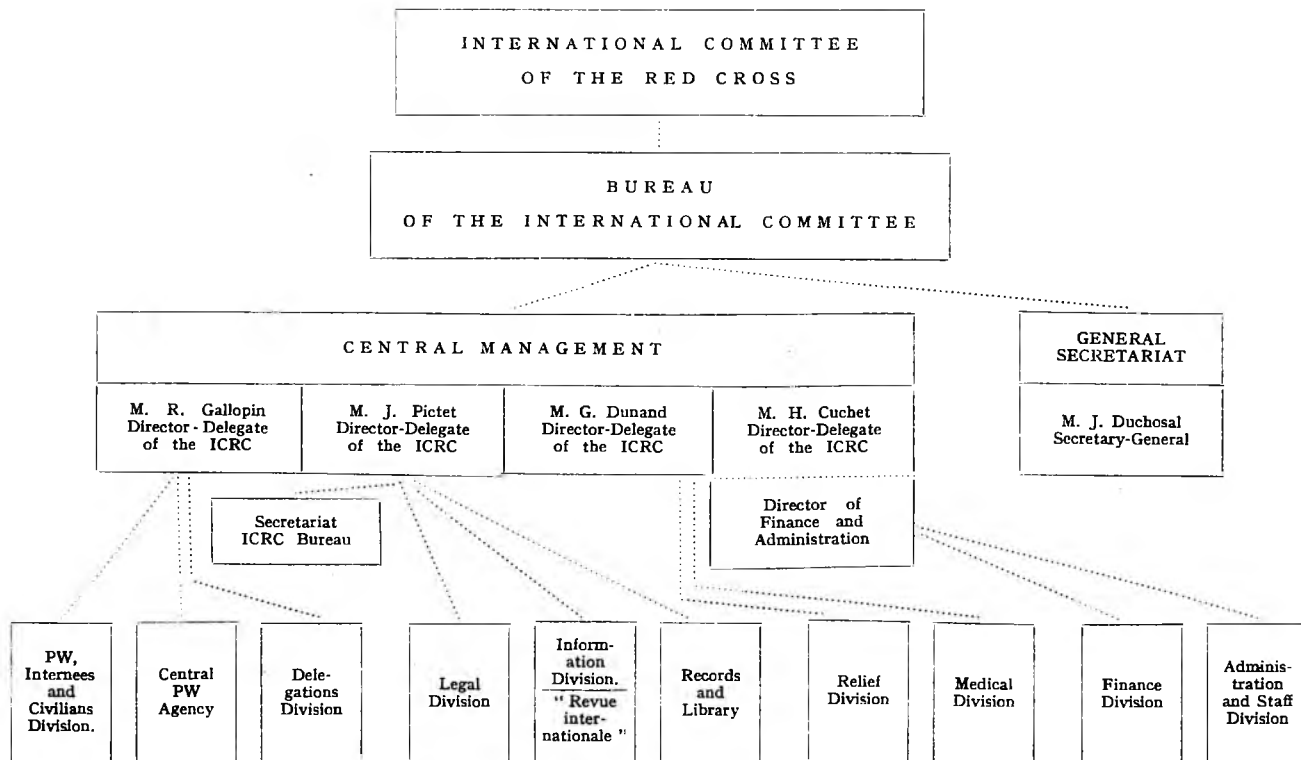 INTERNATIONAL COMMITTEE
OF THE RED CROSS
BUREAU
OF THE INTERNATIONAL COMMITTEE
CENTRAL MANAGEMENT
GENERAL
SECRETARIAT
M. R. Gallopin
Director-Delegate
of the ICRC
M. J. Pictet
Director-Delegate
of the ICRC
M. G. Dunand
Director-Delegate
of the ICRC
M. H. Cuchet
Director-Delegate
of the ICRC
M. J. Duchosal
Secretary-General
Secretariat
ICRC Bureau
Director of
Finance and
Administration
PW,
Internees
and
Civilians
Division.
Central
PW
Agency
Dele-
gations
Division
Legal
Division
Inform-
ation
Division.
" Revue
inter-
nationale "
Records
and
Library
Relief
Division
Medical
Division
Finance
Division
Adminis-
tration
and Staff
Division